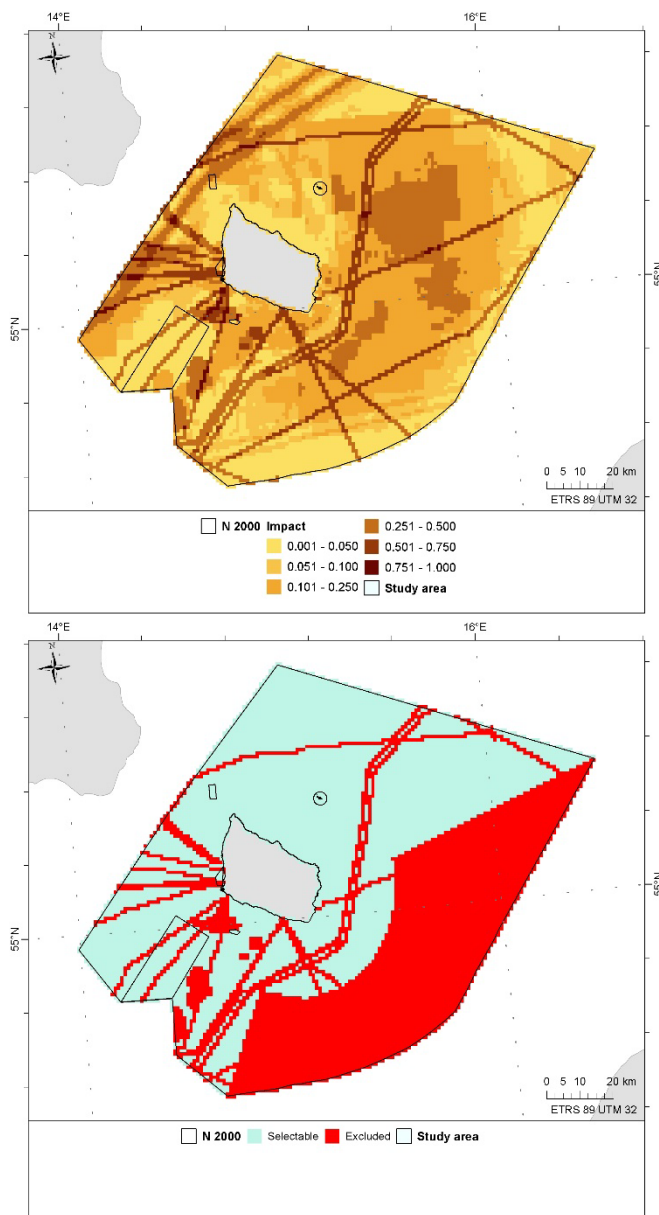 14°E
16°E
N
55°N
55°N
0 5 10 20 km
ETRS 89 UTM 32
N 2000 Impact
0.251 - 0.500
0.001 - 0.050
0.501 - 0.750
0.051 - 0.100
0.751 - 1.000
0.101 - 0.250
Study area
14°E
16°E
N
55°N
55°N
0 5 10 20 km
ETRS 89 UTM 32
N 2000 Selectable Excluded Study area